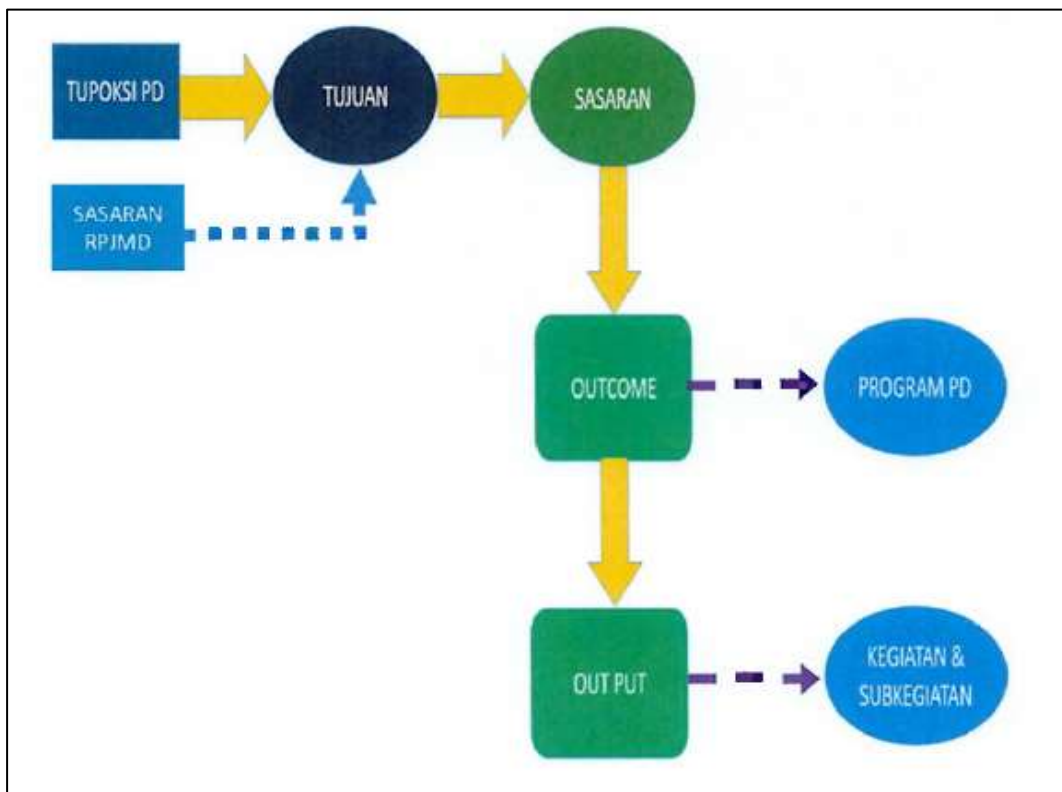 TUPOKSI PD
TUJUAN
SASARAN
SASARAN
RPJMD
OUTCOME
PROGRAM PD
OUT PUT
KEGIATAN &
SUBKEGIATAN